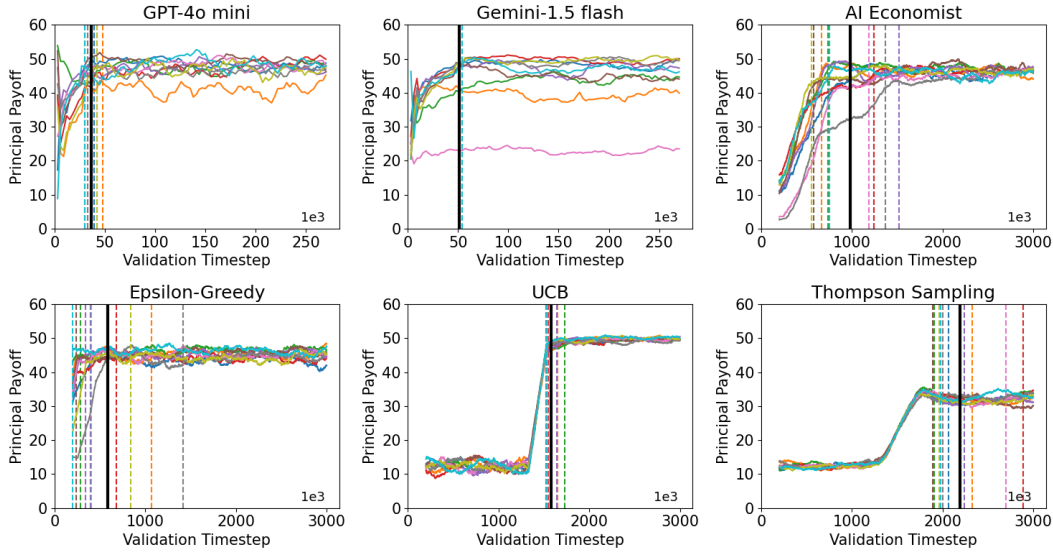 GPT-4o mini
Principal Payoff
60
50
40
30
20
10
0
0 50 100 150 200 250
1e3
Validation Timestep
Gemini-1.5 flash
Principal Payoff
60
50
40
30
20
10
0
0 50 100 150 200 250
1e3
Validation Timestep
AI Economist
Principal Payoff
60
50
40
30
20
10
0
0 1000 2000 3000
1e3
Validation Timestep
Epsilon-Greedy
Principal Payoff
60
50
40
30
20
10
0
0 1000 2000 3000
1e3
Validation Timestep
UCB
Principal Payoff
60
50
40
30
20
10
0
0 1000 2000 3000
1e3
Validation Timestep
Thompson Sampling
Principal Payoff
60
50
40
30
20
10
0
0 1000 2000 3000
1e3
Validation Timestep